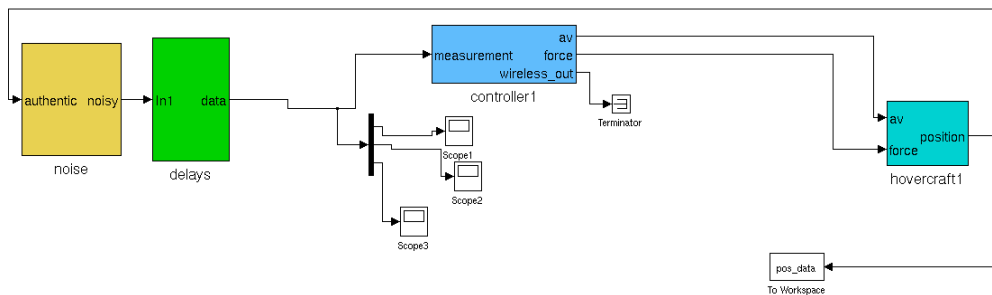 authentic noisy
noise
In1 data
delays
measurement
av
force
wireless_out
controller1
Terminator
Scope1
Scope2
Scope3
av
force
position
hovercraft1
pos_data
To Workspace